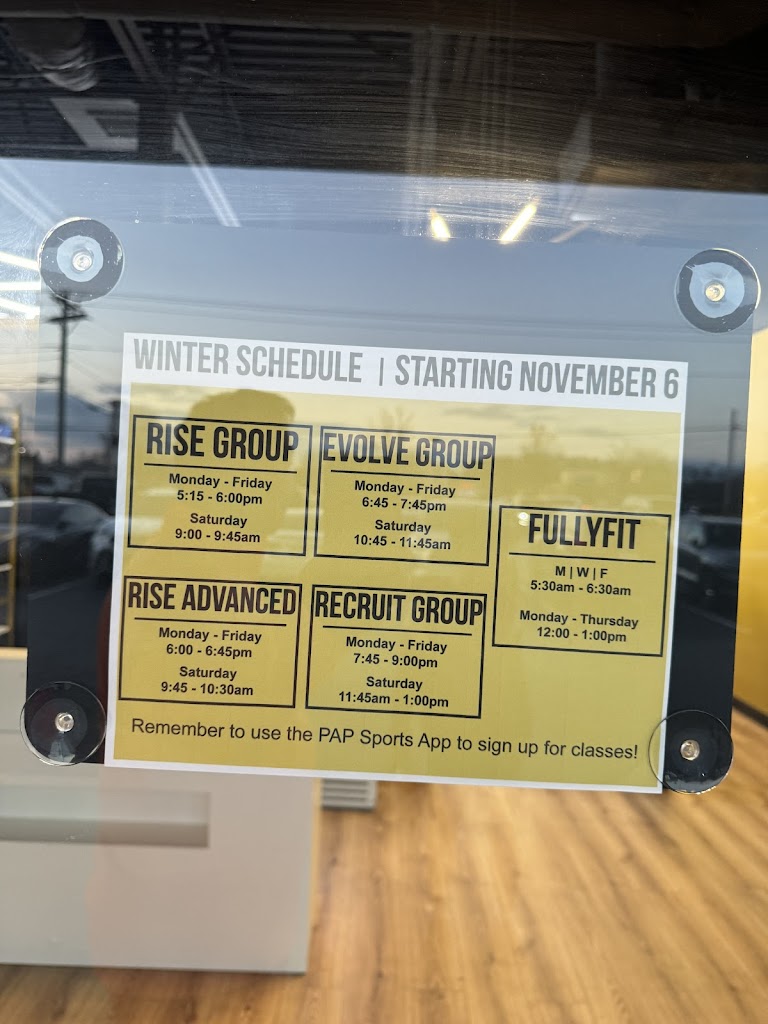 WINTER SCHEDULE | STARTING NOVEMBER 6
RISE GROUP
Monday - Friday
5:15 - 6:00pm
Saturday
9:00 - 9:45am
EVOLVE GROUP
Monday - Friday
6:45 - 7:45pm
Saturday
10:45 - 11:45am
FULLYFIT
M | W | F
5:30am - 6:30am
Monday - Thursday
12:00 - 1:00pm
RISE ADVANCED
Monday - Friday
6:00 - 6:45pm
Saturday
9:45 - 10:30am
RECRUIT GROUP
Monday - Friday
7:45 - 9:00pm
Saturday
11:45am - 1:00pm
Remember to use the PAP Sports App to sign up for classes!